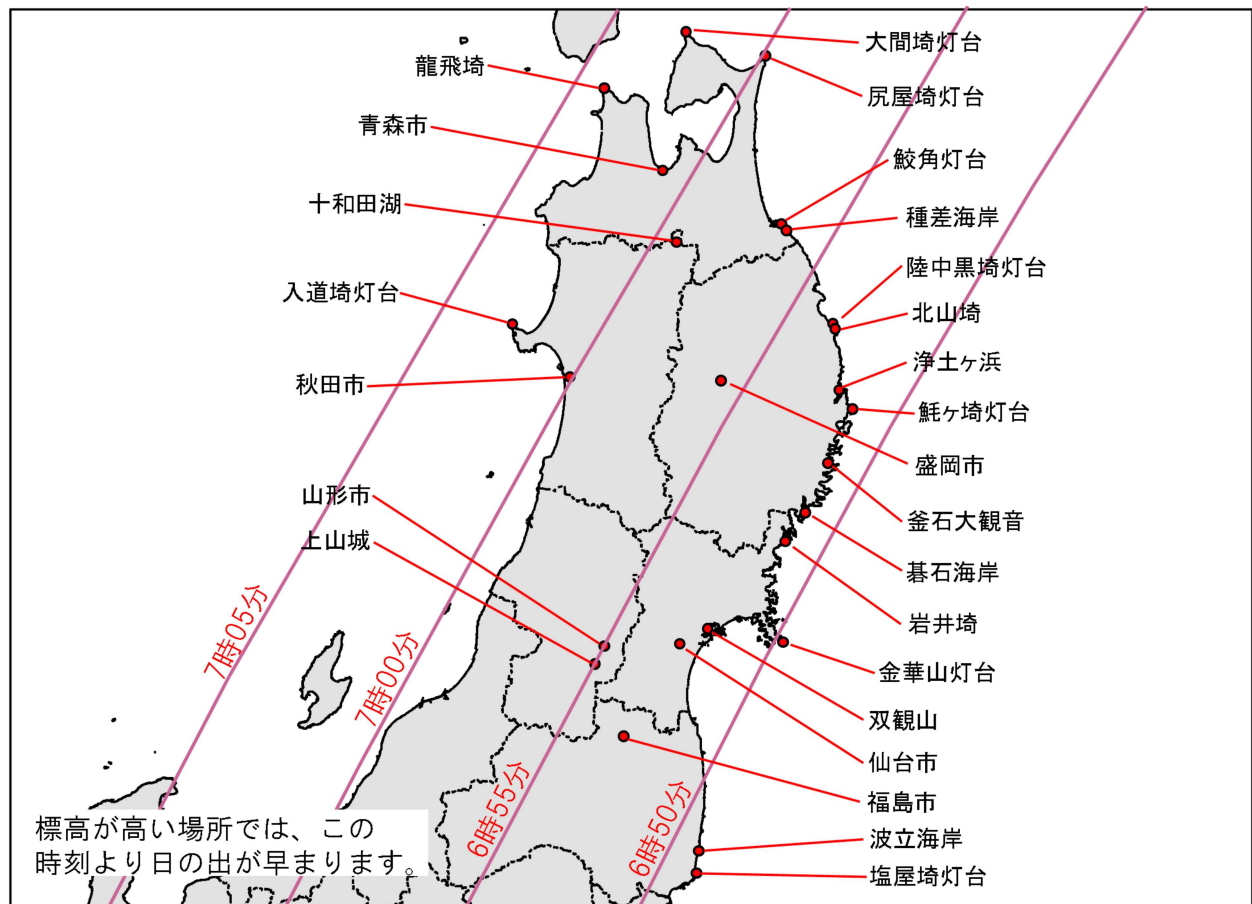 大間埼灯台
龍飛埼
尻屋埼灯台
青森市
鮫角灯台
十和田湖
種差海岸
陸中黒埼灯台
入道埼灯台
北山埼
浄土ヶ浜
秋田市
魹ヶ埼灯台
盛岡市
山形市
釜石大観音
上山城
碁石海岸
岩井埼
7時05分
7時00分
金華山灯台
双観山
仙台市
6時55分
6時50分
福島市
標高が高い場所では、この
時刻より日の出が早まります。
波立海岸
塩屋埼灯台